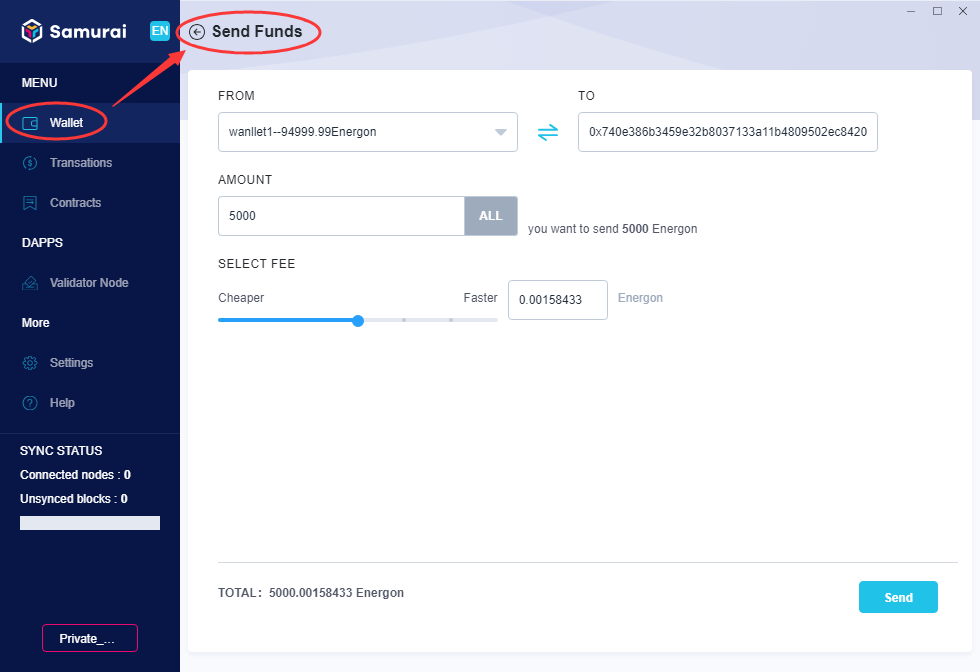 Samurai
EN
Send Funds
MENU
Wallet
Transations
Contracts
DAPPS
Validator Node
More
Settings
Help
SYNC STATUS
Connected nodes : 0
Unsynced blocks : 0
Private_...
FROM
TO
wanllet1--94999.99Energon
0x740e386b3459e32b8037133a11b4809502ec8420
AMOUNT
5000
ALL
you want to send 5000 Energon
SELECT FEE
Cheaper
Faster
0.00158433
Energon
TOTAL: 5000.00158433 Energon
Send